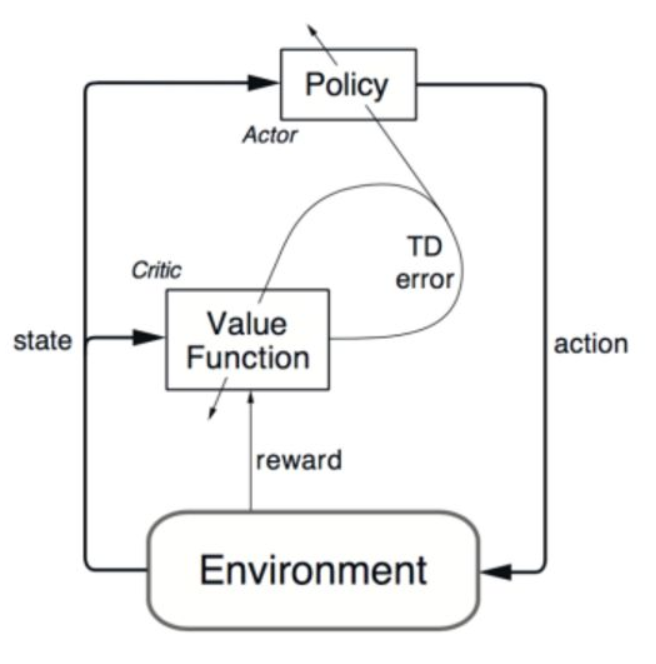 Policy
Actor
TD
error
Critic
Value
Function
state
action
reward
Environment